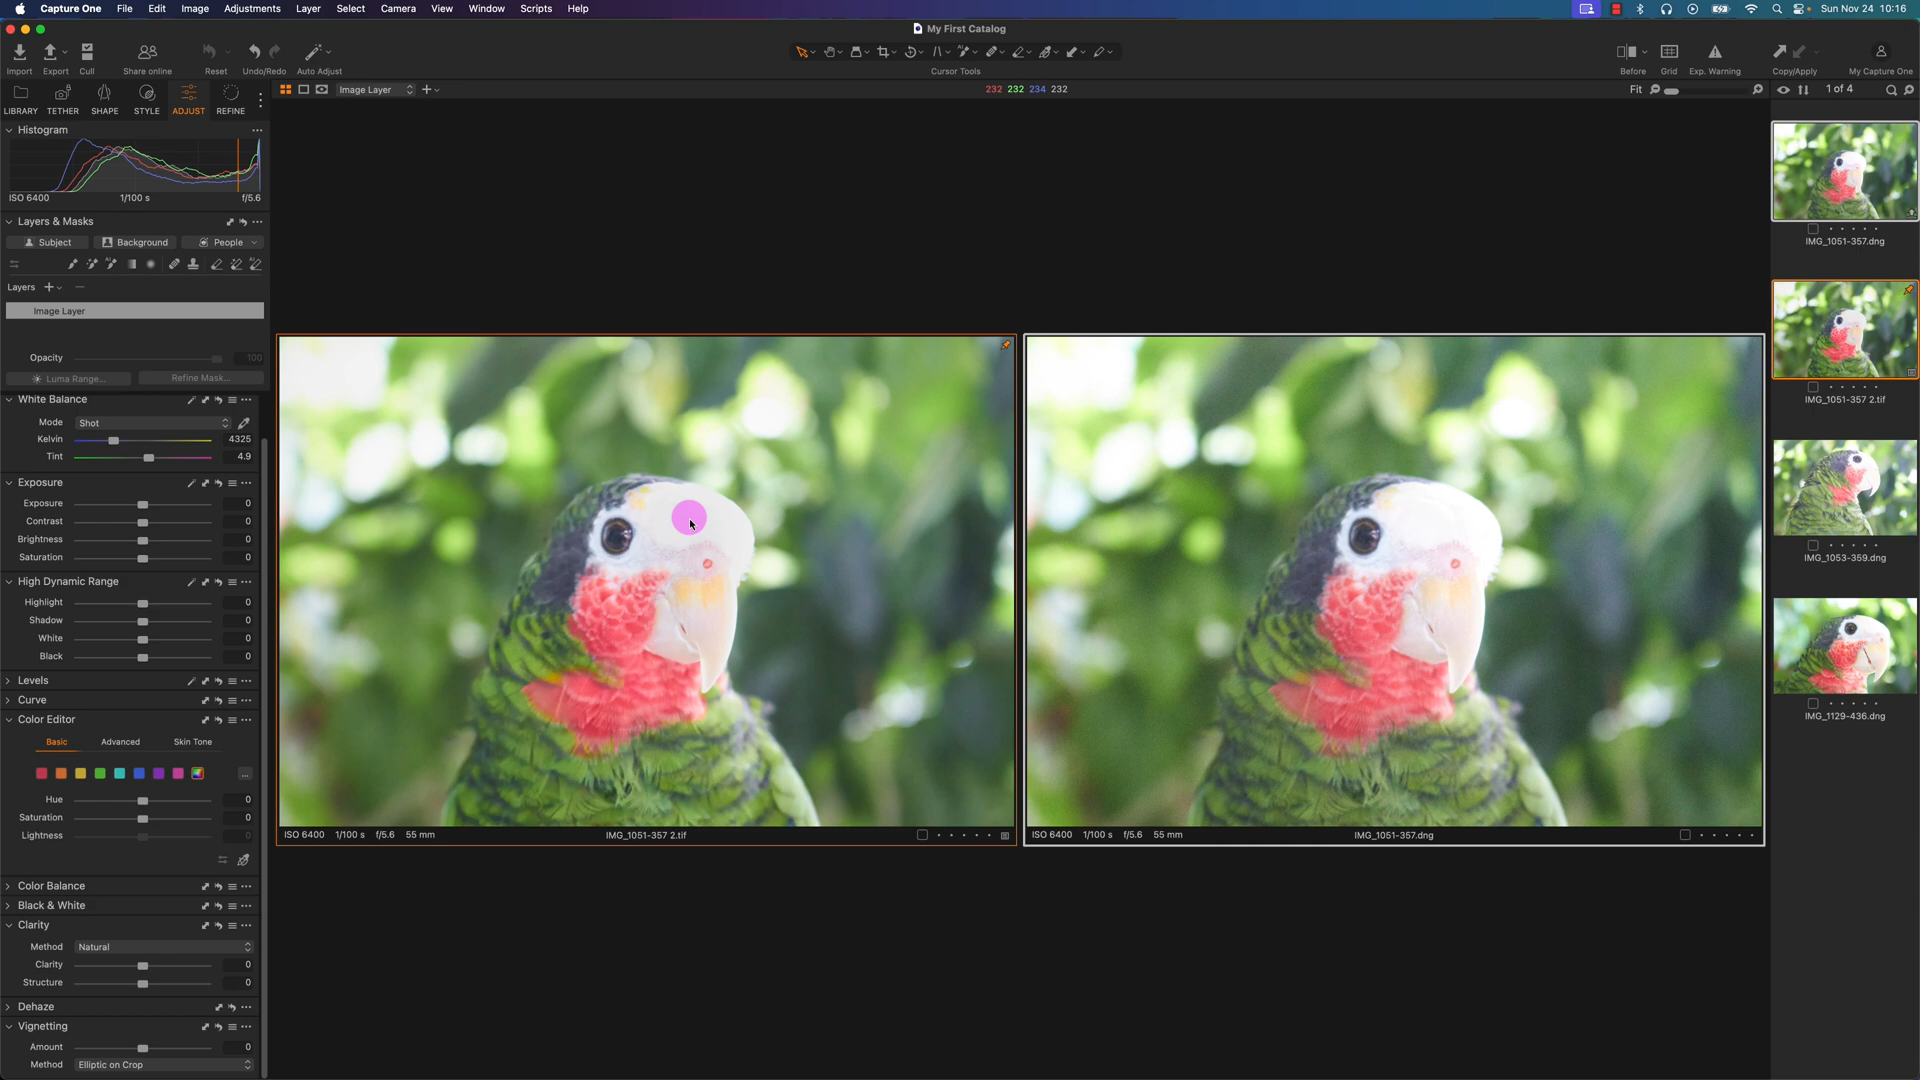 Capture One File Edit Image Adjustments Layer Select Camera View Window Scripts Help Sun Nov 24 10:16
My First Catalog
Import Export Cull Share online Reset Undo/Redo Auto Adjust Cursor Tools Before Grid Exp. Warning Copy/Apply My Capture One
Image Layer 232 232 234 232 Fit 1 of 4
LIBRARY TETHER SHAPE STYLE ADJUST REFINE
Histogram
ISO 6400 1/100 s f/5.6
Layers & Masks
Subject Background People
Layers
Image Layer
Opacity 100
Luma Range... Refine Mask...
White Balance
Mode Shot
Kelvin 4325
Tint 4.9
Exposure
Exposure 0
Contrast 0
Brightness 0
Saturation 0
High Dynamic Range
Highlight 0
Shadow 0
White 0
Black 0
Levels
Curve
Color Editor
Basic Advanced Skin Tone
...
Hue 0
Saturation 0
Lightness 0
Color Balance
Black & White
Clarity
Method Natural
Clarity 0
Structure 0
Dehaze
Vignetting
Amount 0
Method Elliptic on Crop
ISO 6400 1/100 s f/5.6 55 mm IMG_1051-357 2.tif
ISO 6400 1/100 s f/5.6 55 mm IMG_1051-357.dng
IMG_1051-357.dng
IMG_1051-357 2.tif
IMG_1053-359.dng
IMG_1129-436.dng